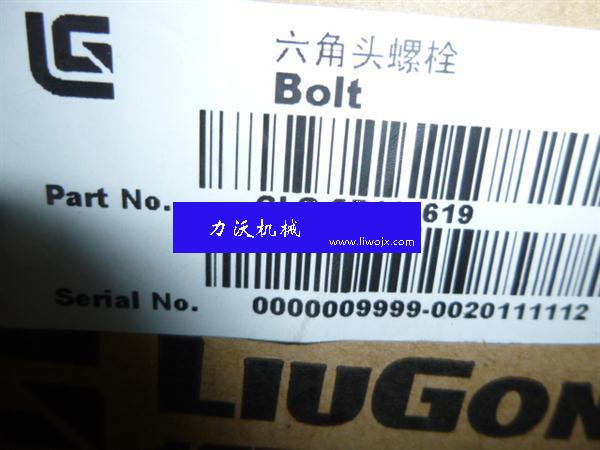 LG
六角头螺栓
Bolt
Part No. 619
力沃机械
www.liwojx.com
Serial No. 0000009999-0020111112
LIUGON